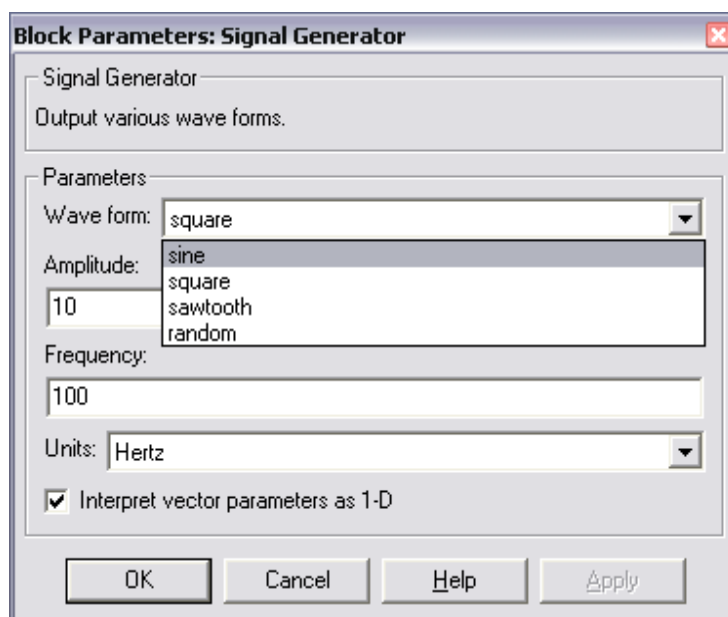 Block Parameters: Signal Generator
Signal Generator
Output various wave forms.
Parameters
Wave form: square
sine
square
sawtooth
random
Amplitude:
10
Frequency:
100
Units: Hertz
Interpret vector parameters as 1-D
OK Cancel Help Apply